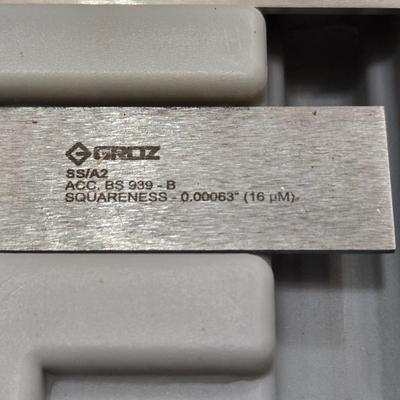 GROZ
SS/A2
ACC. BS 939 - B
SQUARENESS - 0.00063" (16 µM)